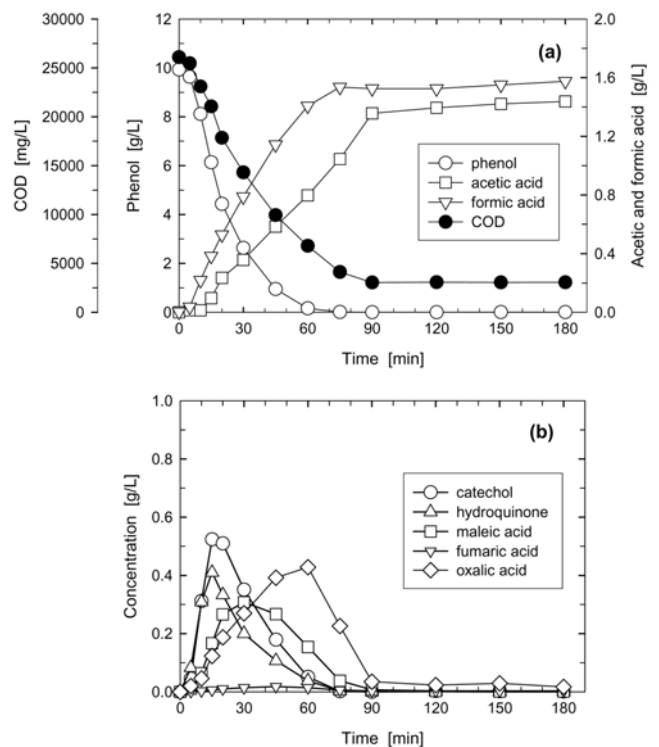 (a)
COD [mg/L]
30000
25000
20000
15000
10000
5000
0
Phenol [g/L]
12
10
8
6
4
2
0
Acetic and formic acid [g/L]
2.0
1.6
1.2
0.8
0.4
0.0
phenol
acetic acid
formic acid
COD
0 30 60 90 120 150 180
Time [min]
(b)
Concentration [g/L]
1.0
0.8
0.6
0.4
0.2
0.0
catechol
hydroquinone
maleic acid
fumaric acid
oxalic acid
0 30 60 90 120 150 180
Time [min]